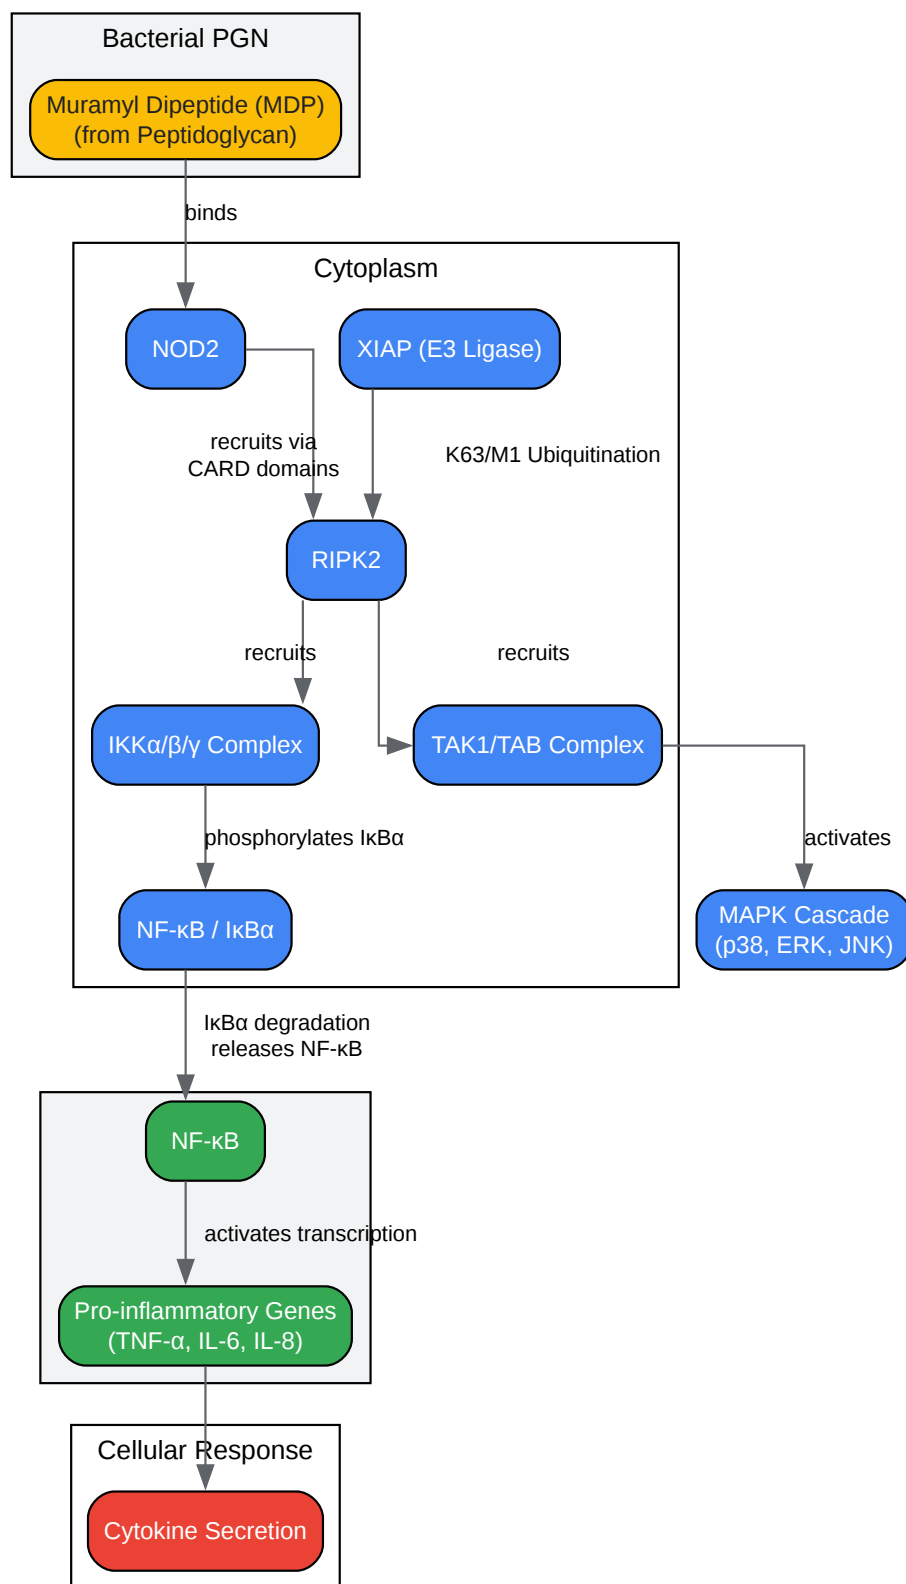 Bacterial PGN
Muramyl Dipeptide (MDP)
(from Peptidoglycan)
binds
Cytoplasm
NOD2
XIAP (E3 Ligase)
recruits via
CARD domains
K63/M1 Ubiquitination
RIPK2
recruits
recruits
IKKα/β/γ Complex
TAK1/TAB Complex
phosphorylates IκBα
activates
NF-κB / IκBα
MAPK Cascade
(p38, ERK, JNK)
IκBα degradation
releases NF-κB
NF-κB
activates transcription
Pro-inflammatory Genes
(TNF-α, IL-6, IL-8)
Cellular Response
Cytokine Secretion